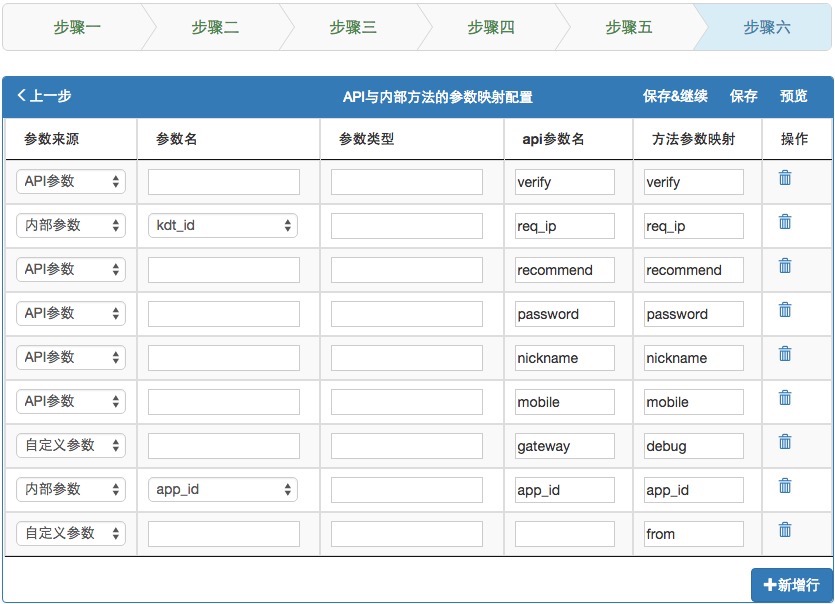 步骤一 步骤二 步骤三 步骤四 步骤五 步骤六
上一步 API与内部方法的参数映射配置 保存&继续 保存 预览
参数来源 参数名 参数类型 api参数名 方法参数映射 操作
API参数 verify verify
内部参数 kdt_id req_ip req_ip
API参数 recommend recommend
API参数 password password
API参数 nickname nickname
API参数 mobile mobile
自定义参数 gateway debug
内部参数 app_id app_id app_id
自定义参数 from
新增行